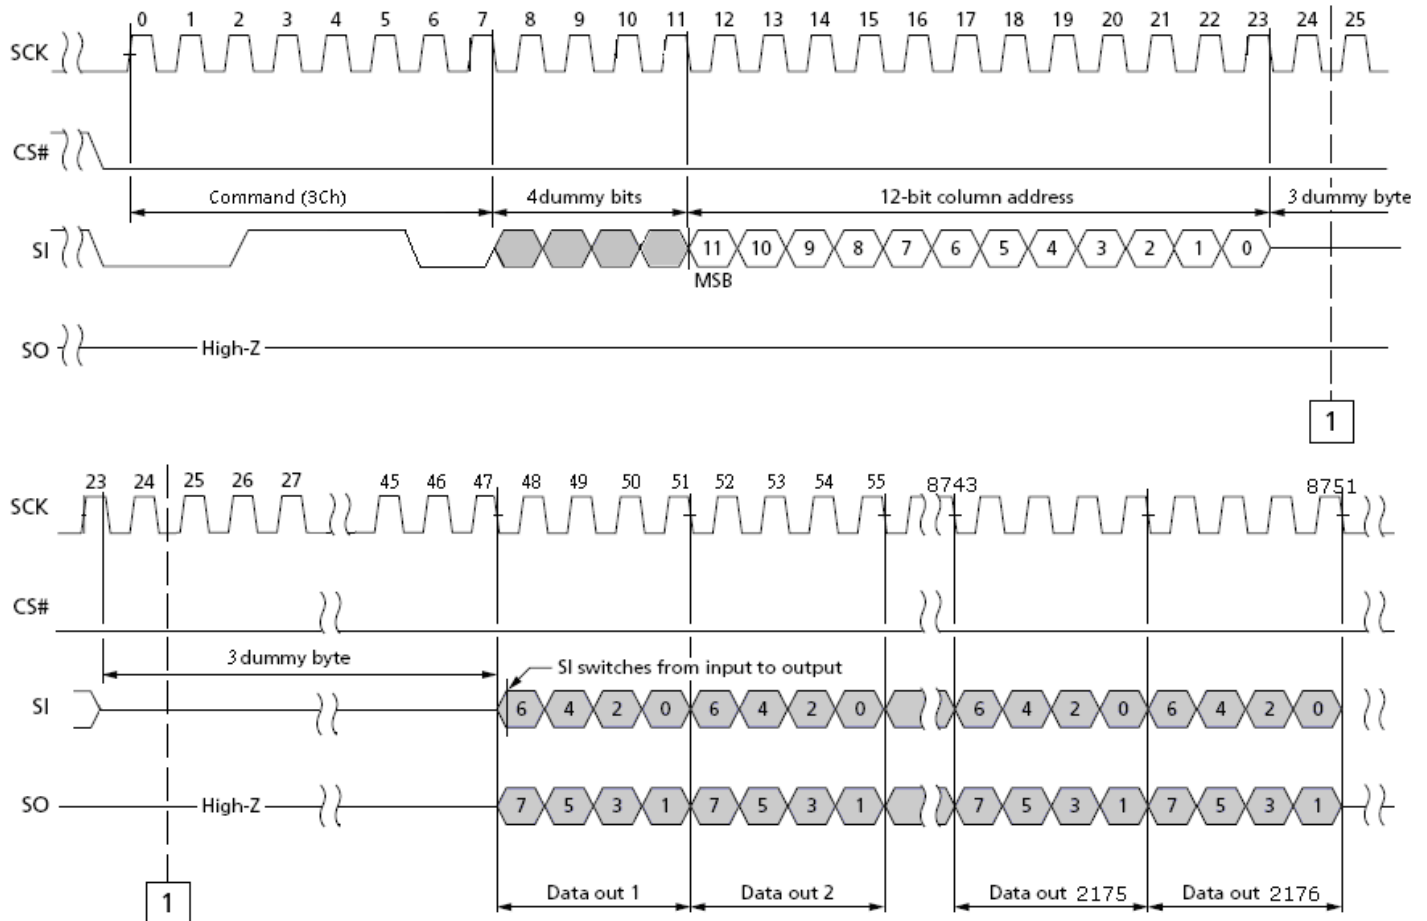 0 1 2 3 4 5 6 7 8 9 10 11 12 13 14 15 16 17 18 19 20 21 22 23 24 25
SCK
CS#
Command (3Ch) 4 dummy bits 12-bit column address 3 dummy byte
SI 11 10 9 8 7 6 5 4 3 2 1 0
MSB
SO High-Z
1
23 24 25 26 27 45 46 47 48 49 50 51 52 53 54 55 8743 8751
SCK
CS#
3 dummy byte
SI switches from input to output
SI 6 4 2 0 6 4 2 0 6 4 2 0 6 4 2 0
SO High-Z 7 5 3 1 7 5 3 1 7 5 3 1 7 5 3 1
1
Data out 1 Data out 2 Data out 2175 Data out 2176